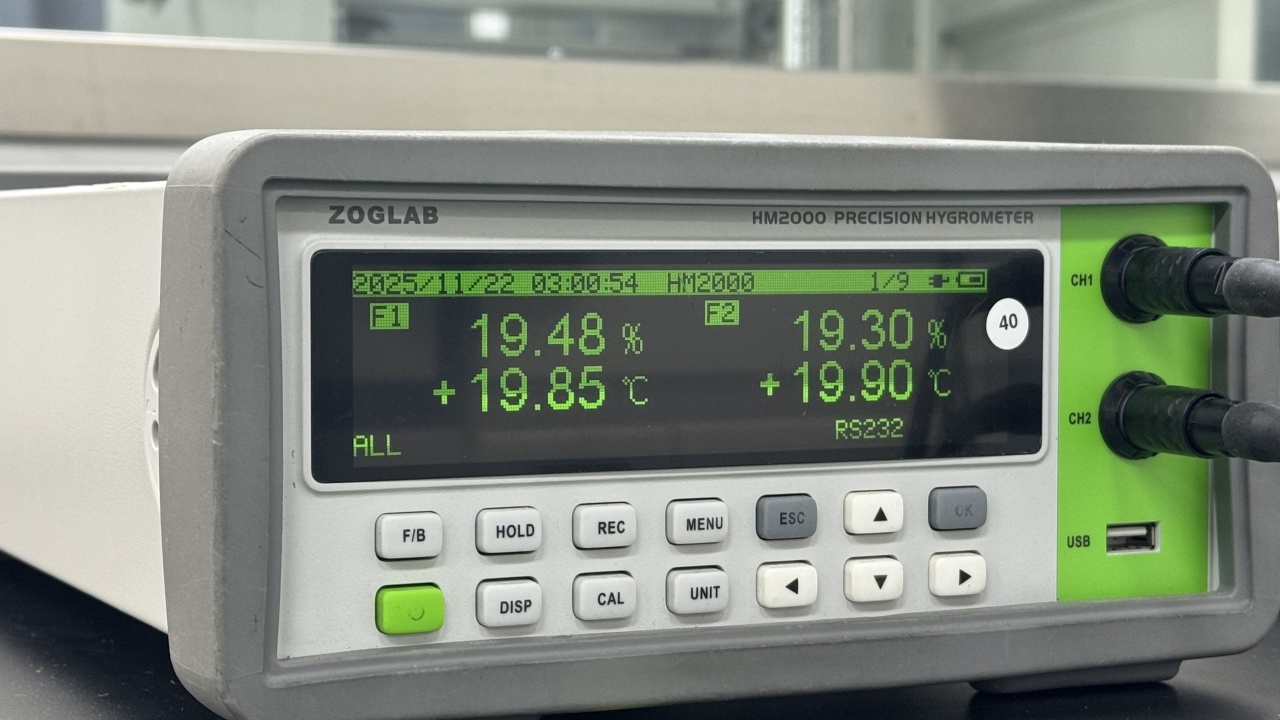 ZOGLAB
HM2000 PRECISION HYGROMETER
2025/11/22 03:00:54 HM2000 1/9
F1 19.48 % F2 19.30 %
+19.85 ℃ +19.90 ℃
RS232
ALL
40
CH1
CH2
USB
F/B HOLD REC MENU ESC ▲ OK
DISP CAL UNIT ◀ ▼ ▶